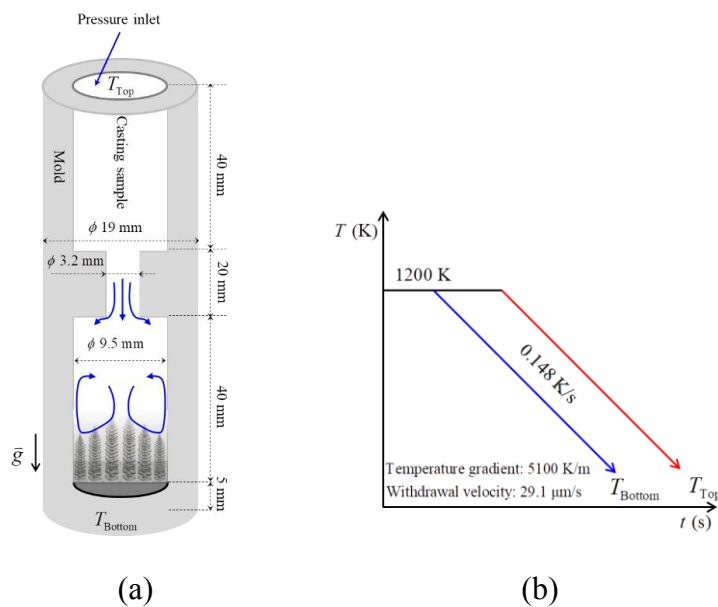 Pressure inlet
T_Top
Casting sample
Mold
40 mm
ϕ 19 mm
ϕ 3.2 mm
20 mm
ϕ 9.5 mm
40 mm
g̅
5 mm
T_Bottom
(a)
T (K)
1200 K
0.148 K/s
Temperature gradient: 5100 K/m
Withdrawal velocity: 29.1 μm/s
T_Bottom
T_Top
t (s)
(b)